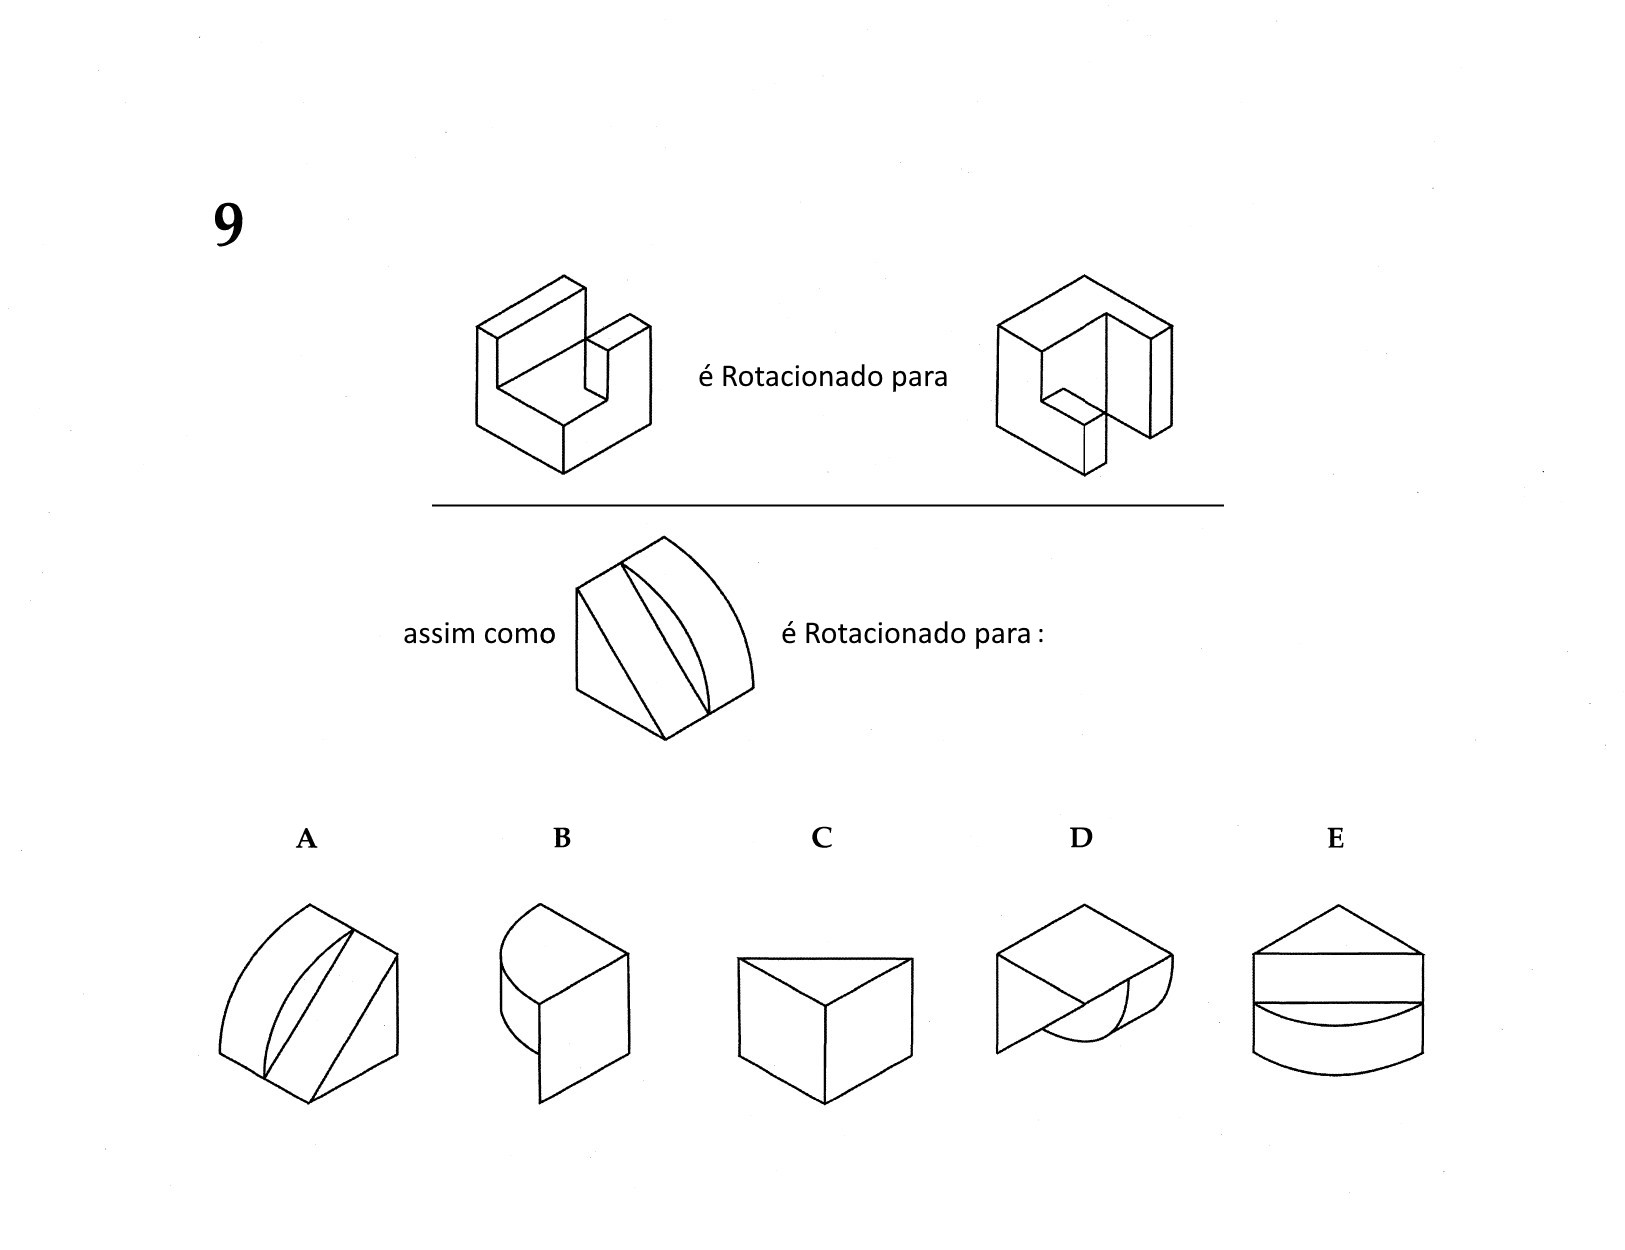 9
é Rotacionado para
assim como é Rotacionado para :
A B C D E